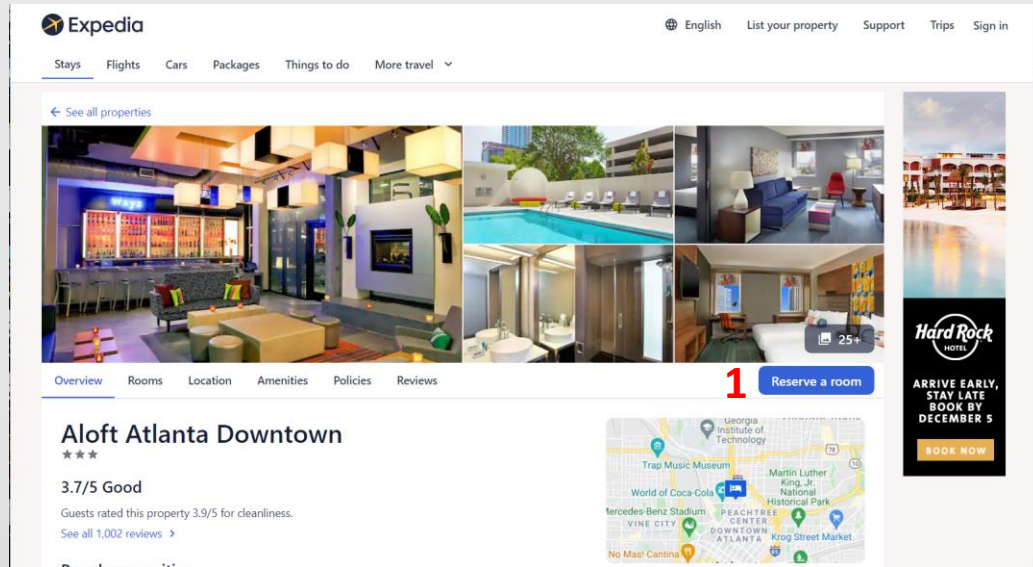 Expedia
English List your property Support Trips Sign in
Stays Flights Cars Packages Things to do More travel
← See all properties
Ways
25+
Overview Rooms Location Amenities Policies Reviews
1
Reserve a room
Aloft Atlanta Downtown
★★★
3.7/5 Good
Guests rated this property 3.9/5 for cleanliness.
See all 1,002 reviews >
Georgia
Institute of
Technology
78
10
Trap Music Museum
Martin Luther
King, Jr.
National
Historical Park
World of Coca-Cola
Mercedes-Benz Stadium
PEACHTREE
CENTER
VINE CITY
DOWNTOWN
ATLANTA
Krog Street Market
No Mas! Cantina
Hard Rock
HOTEL
ARRIVE EARLY,
STAY LATE
BOOK BY
DECEMBER 5
BOOK NOW